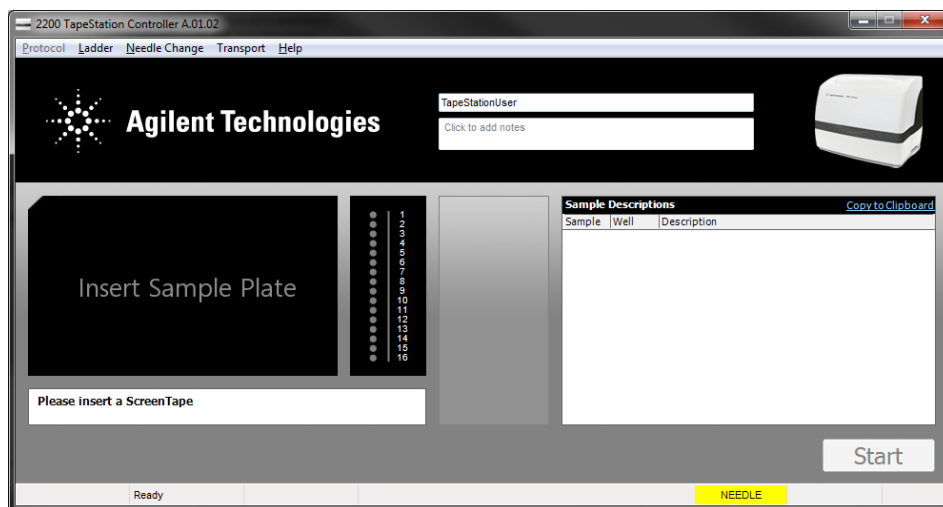 2200 TapeStation Controller A.01.02
Protocol Ladder Needle Change Transport Help
Agilent Technologies
TapeStationUser
Click to add notes
Insert Sample Plate
1
2
3
4
5
6
7
8
9
10
11
12
13
14
15
16
Please insert a ScreenTape
Sample Descriptions Copy to Clipboard
Sample Well Description
Start
Ready NEEDLE